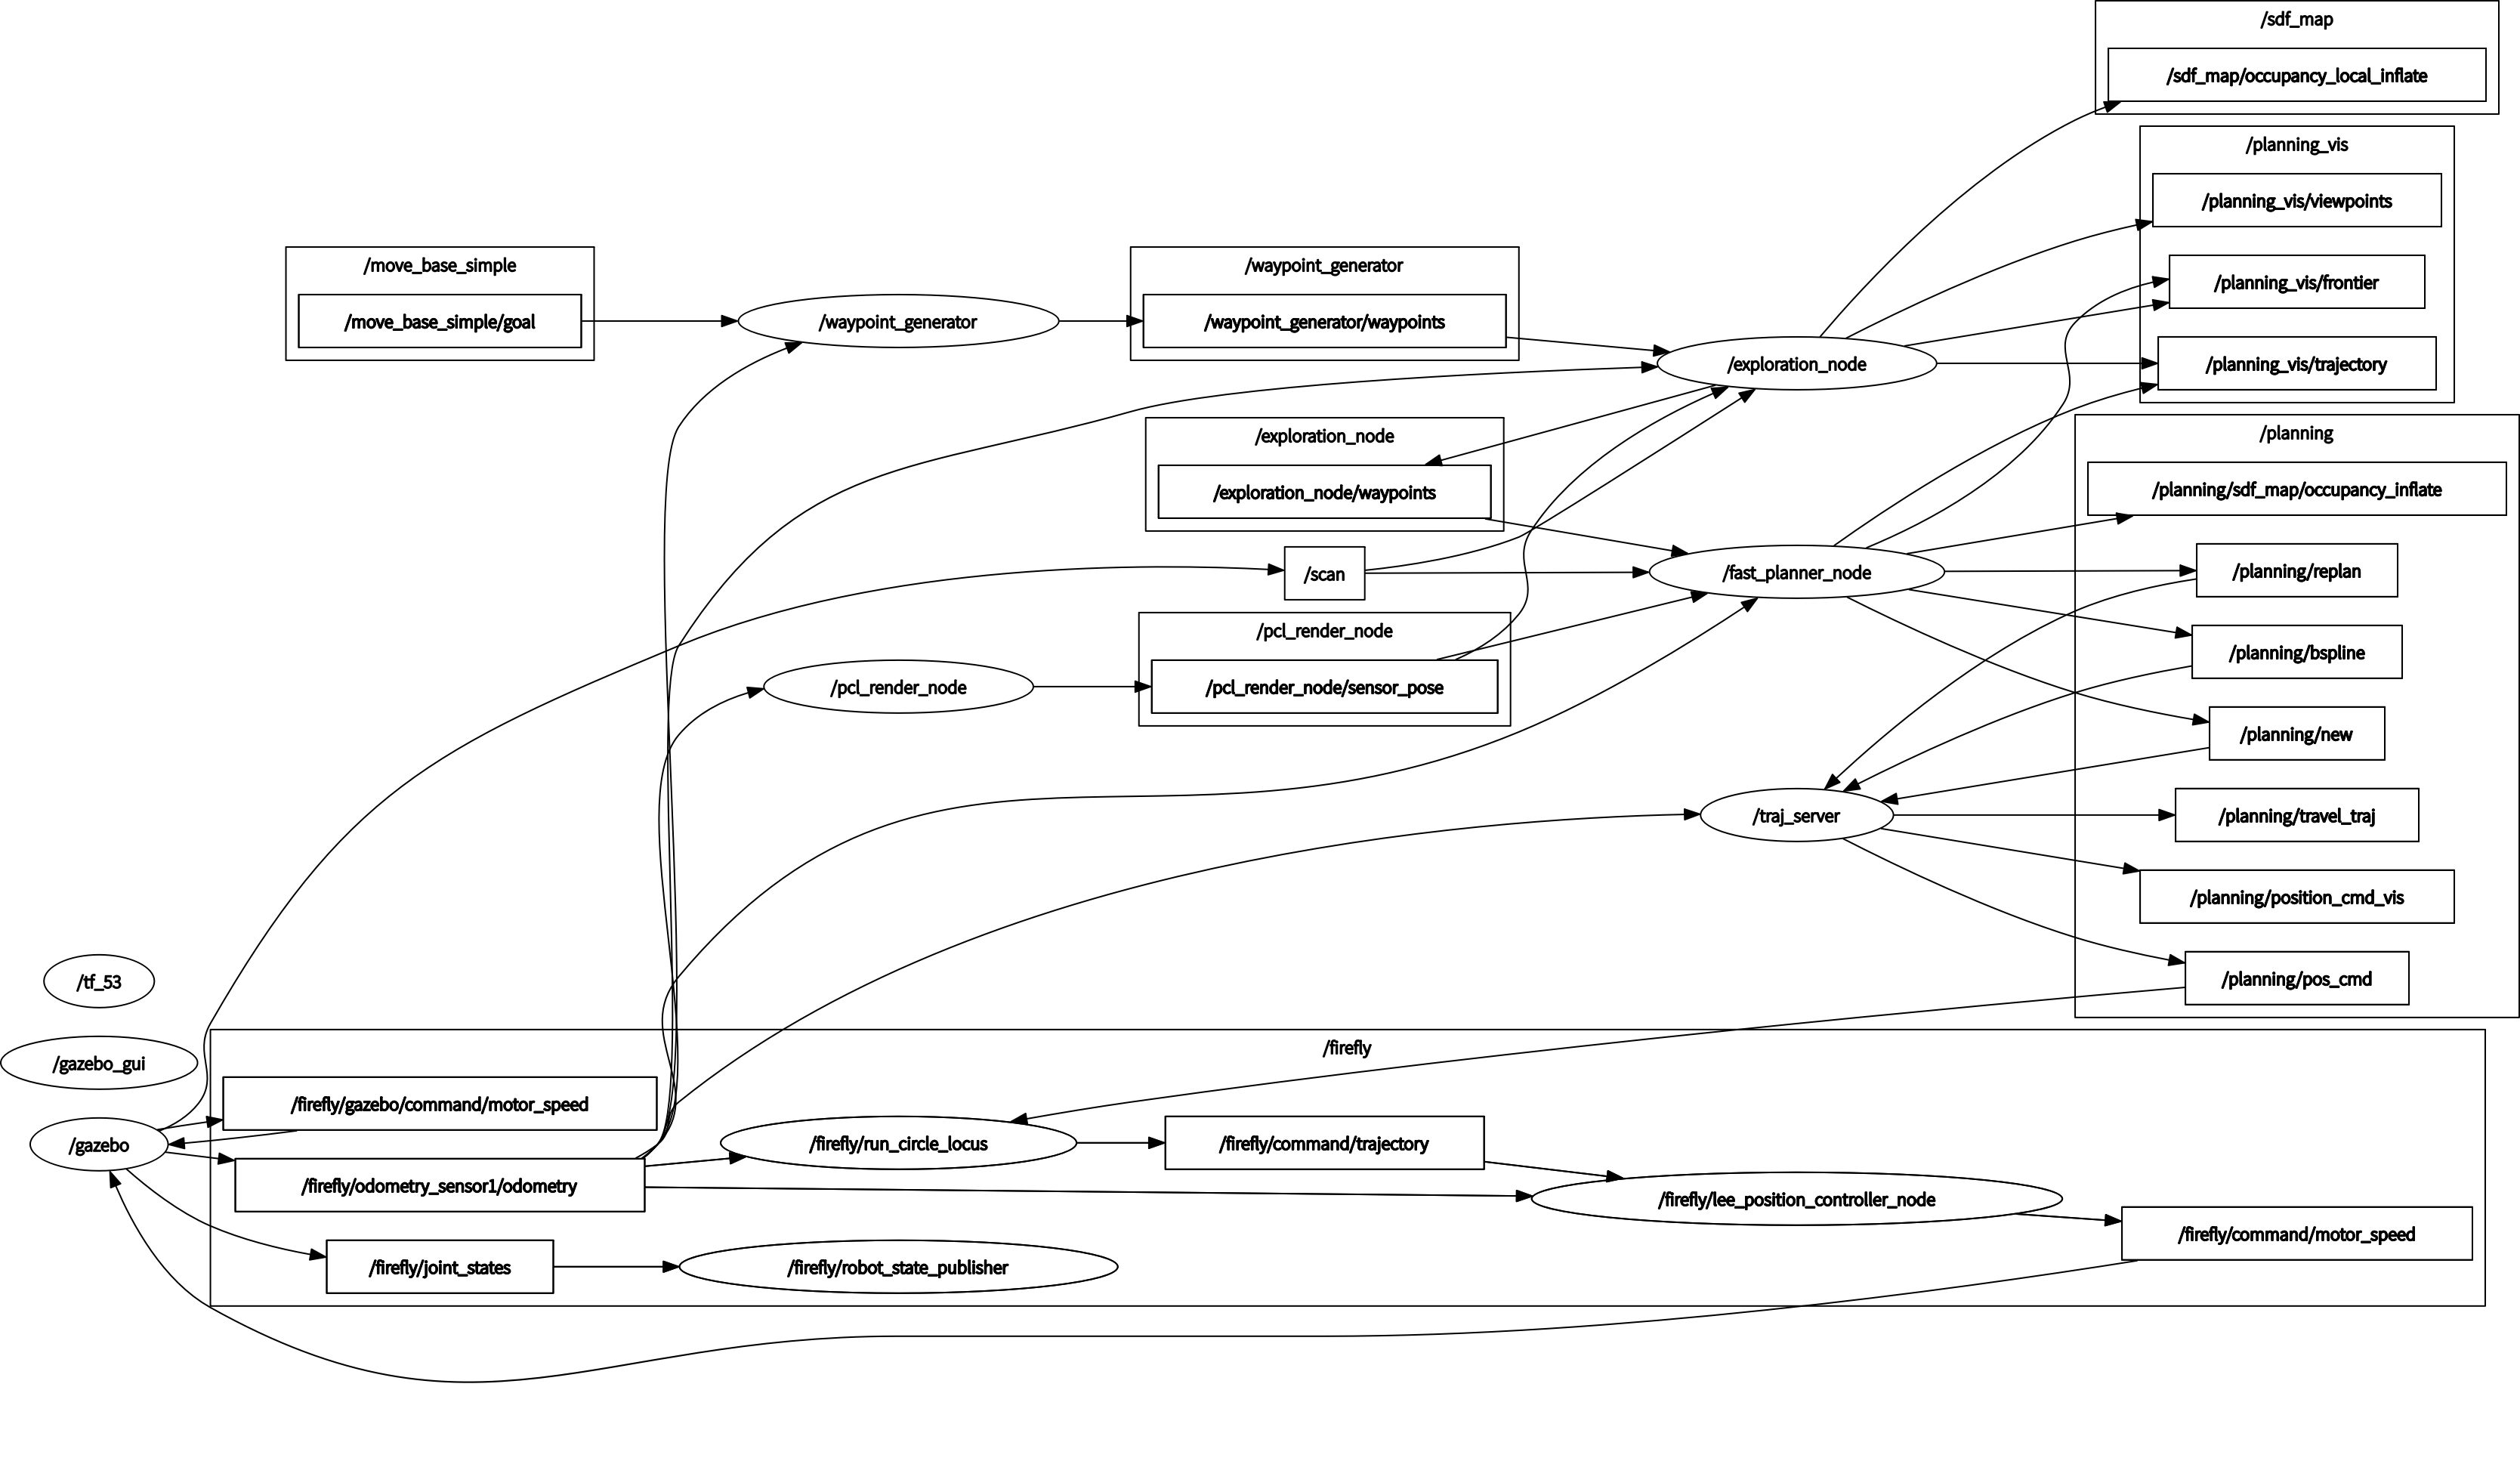 /sdf_map
/sdf_map/occupancy_local_inflate
/planning_vis
/planning_vis/viewpoints
/move_base_simple
/waypoint_generator
/planning_vis/frontier
/move_base_simple/goal
/waypoint_generator
/waypoint_generator/waypoints
/exploration_node
/planning_vis/trajectory
/exploration_node
/planning
/exploration_node/waypoints
/planning/sdf_map/occupancy_inflate
/scan
/fast_planner_node
/planning/replan
/pcl_render_node
/planning/bspline
/pcl_render_node
/pcl_render_node/sensor_pose
/planning/new
/traj_server
/planning/travel_traj
/planning/position_cmd_vis
/tf_53
/planning/pos_cmd
/gazebo_gui
/firefly
/firefly/gazebo/command/motor_speed
/gazebo
/firefly/run_circle_locus
/firefly/command/trajectory
/firefly/odometry_sensor1/odometry
/firefly/lee_position_controller_node
/firefly/command/motor_speed
/firefly/joint_states
/firefly/robot_state_publisher